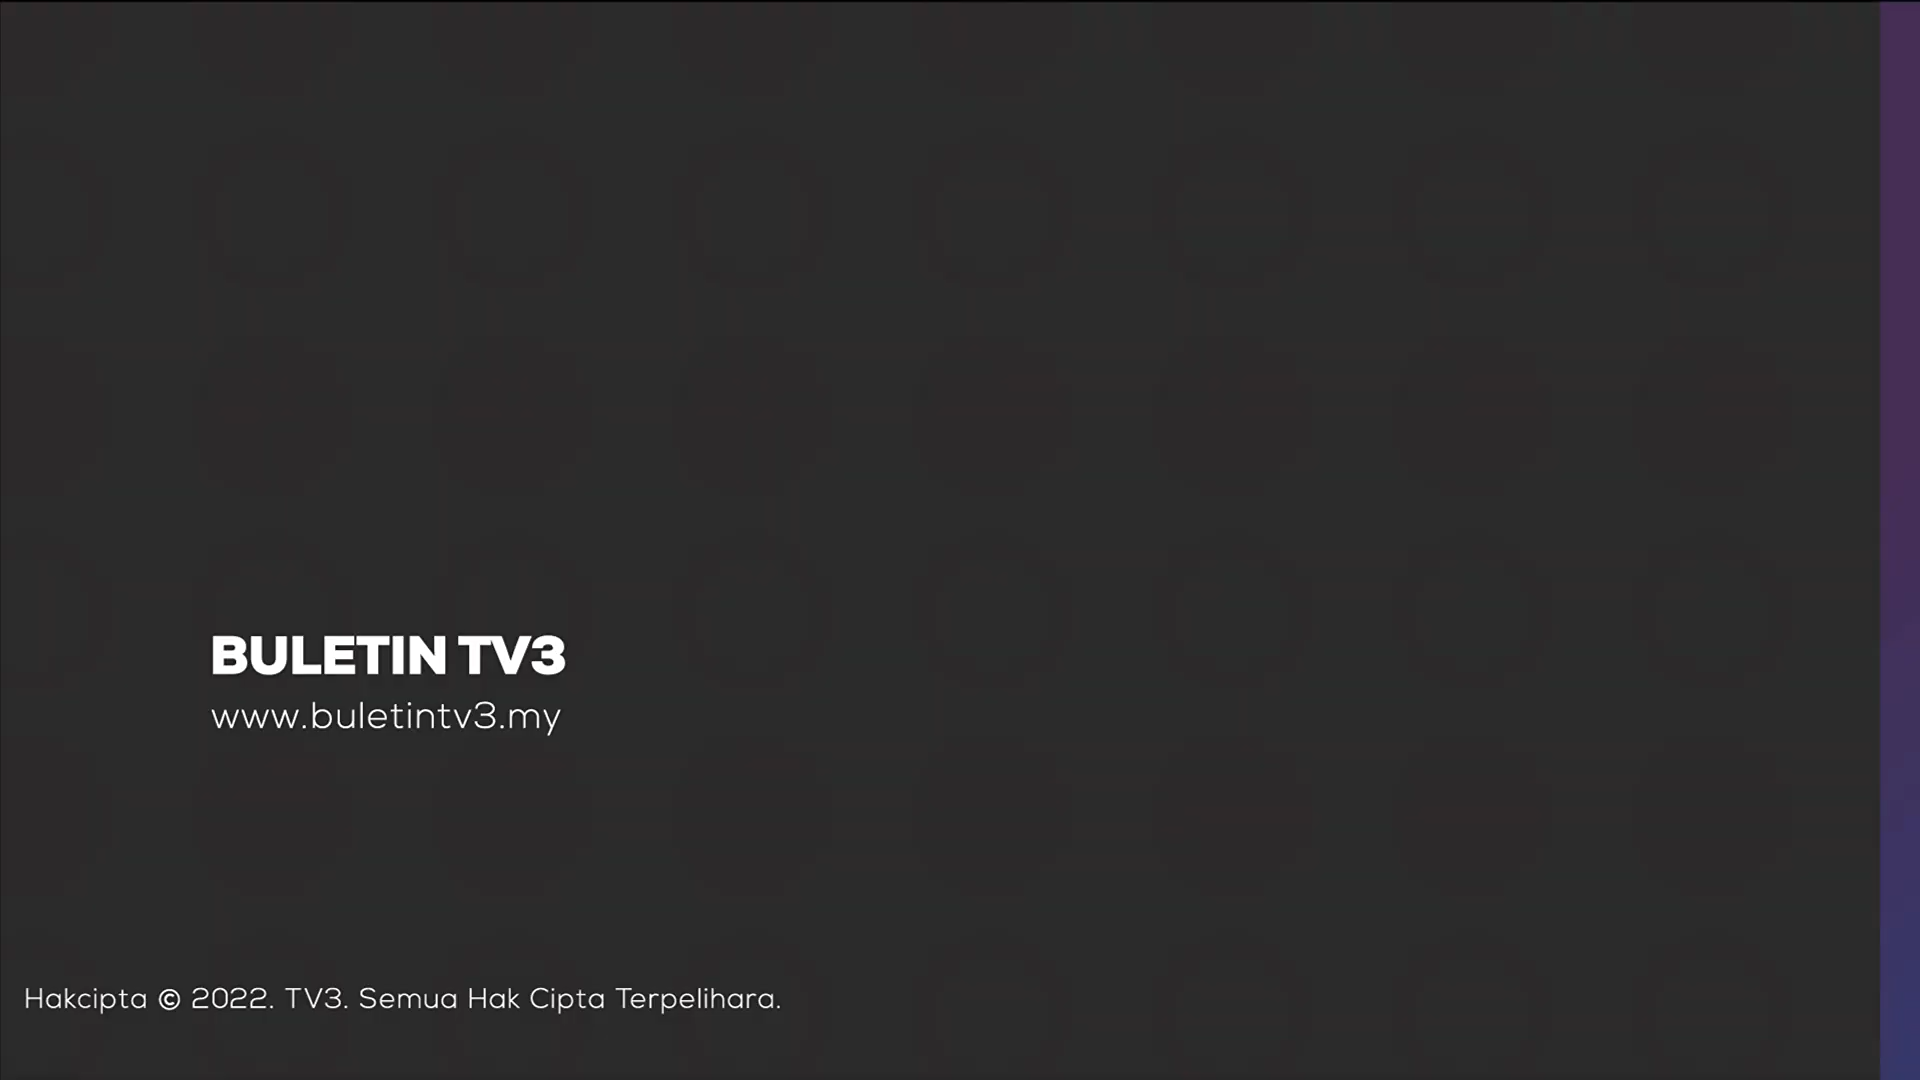 BULETIN TV3
www.buletintv3.my
Hakcipta © 2022. TV3. Semua Hak Cipta Terpelihara.